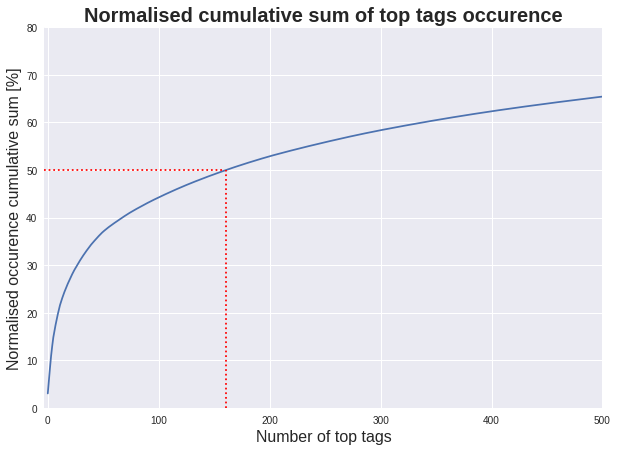 Normalised cumulative sum of top tags occurence
Normalised occurence cumulative sum [%]
80
70
60
50
40
30
20
10
0
0 100 200 300 400 500
Number of top tags